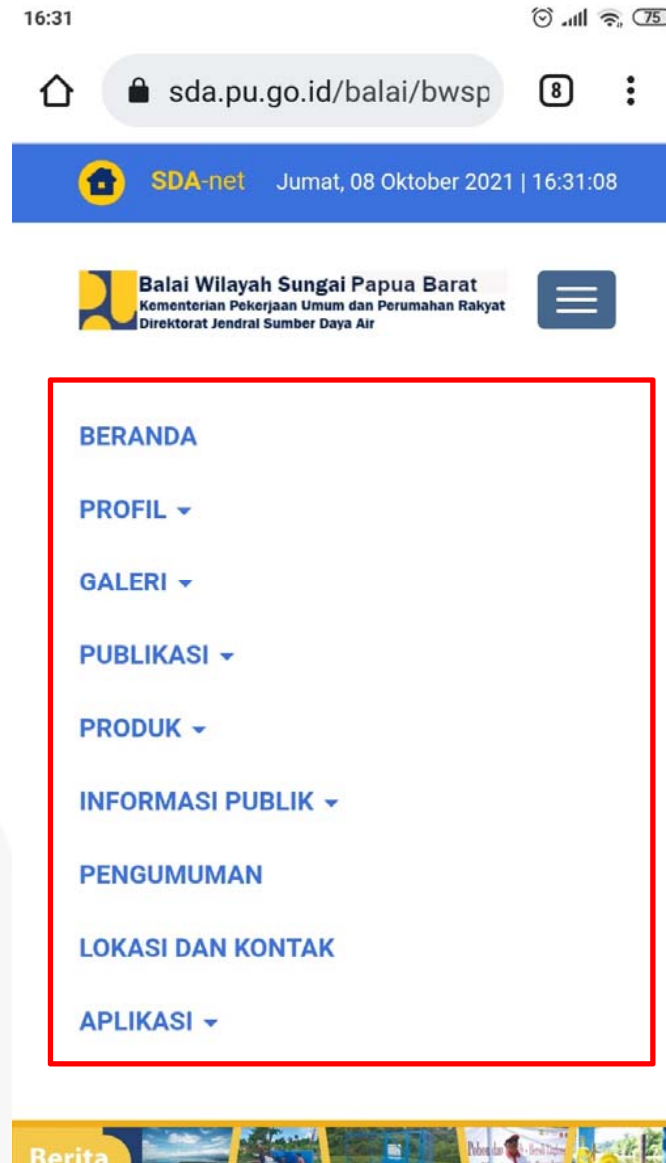 16:31
75
sda.pu.go.id/balai/bwsp
8
SDA-net Jumat, 08 Oktober 2021 | 16:31:08
Balai Wilayah Sungai Papua Barat
Kementerian Pekerjaan Umum dan Perumahan Rakyat
Direktorat Jendral Sumber Daya Air
BERANDA
PROFIL
GALERI
PUBLIKASI
PRODUK
INFORMASI PUBLIK
PENGUMUMAN
LOKASI DAN KONTAK
APLIKASI
Berita